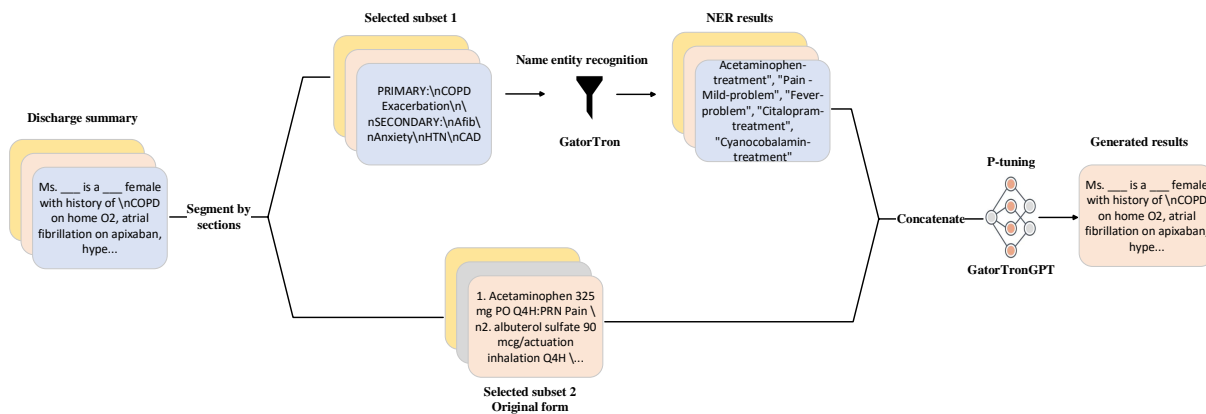 Discharge summary
Ms. ___ is a ___ female
with history of \nCOPD
on home O2, atrial
fibrillation on apixaban,
hype...
Segment by
sections
Selected subset 1
PRIMARY:\nCOPD
Exacerbation\n\
nSECONDARY:\nAfib\
nAnxiety\nHTN\nCAD
Name entity recognition
GatorTron
NER results
Acetaminophen-
treatment", "Pain -
Mild-problem", "Fever-
problem", "Citalopram-
treatment",
"Cyanocobalamin-
treatment"
1. Acetaminophen 325
mg PO Q4H:PRN Pain \
n2. albuterol sulfate 90
mcg/actuation
inhalation Q4H \...
Selected subset 2
Original form
Concatenate
P-tuning
GatorTronGPT
Generated results
Ms. ___ is a ___ female
with history of \nCOPD
on home O2, atrial
fibrillation on apixaban,
hype...